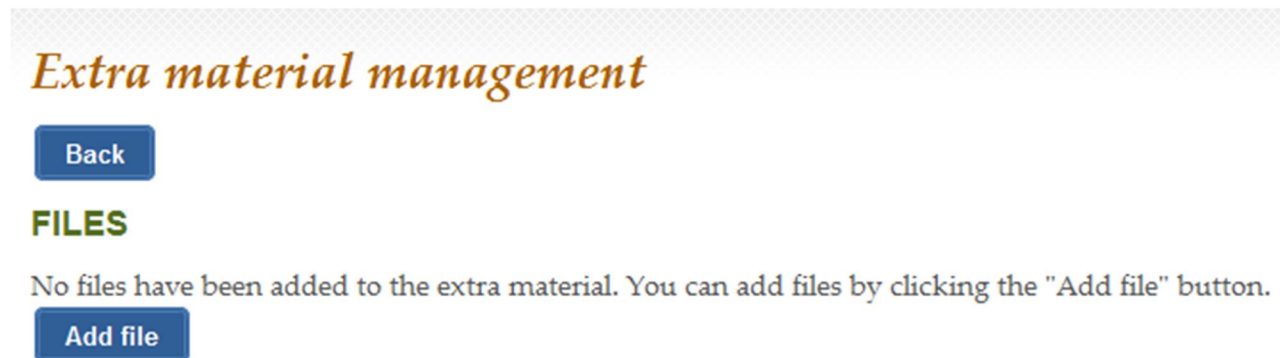 Extra material management
Back
FILES
No files have been added to the extra material. You can add files by clicking the "Add file" button.
Add file